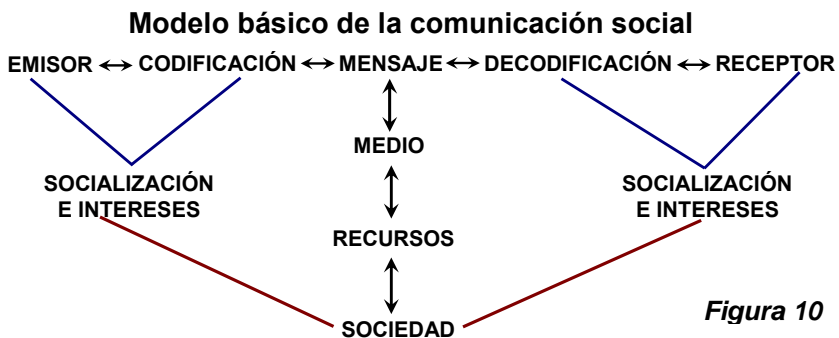 Modelo básico de la comunicación social
EMISOR ↔ CODIFICACIÓN ↔ MENSAJE ↔ DECODIFICACIÓN ↔ RECEPTOR
MEDIO
SOCIALIZACIÓN
E INTERESES
SOCIALIZACIÓN
E INTERESES
RECURSOS
SOCIEDAD
Figura 10